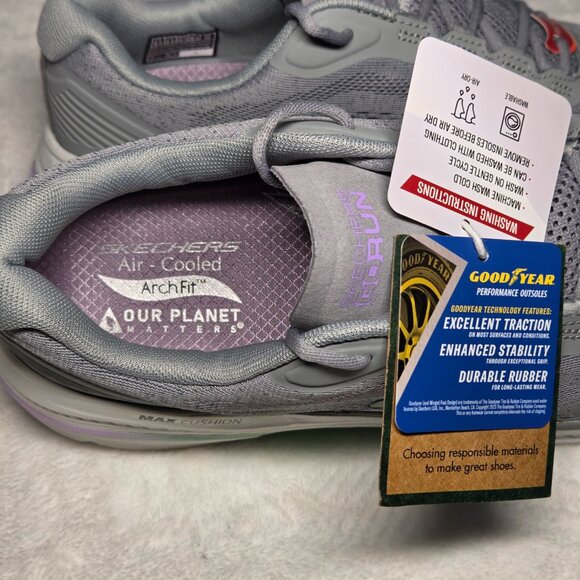 SKECHERS
Air - Cooled
ArchFit™
OUR PLANET
MATTERS®
MAX CUSHION
SKECHERS
GO RUN
WASHING INSTRUCTIONS
• MACHINE WASH COLD
• WASH ON GENTLE CYCLE
• CAN BE WASHED WITH CLOTHING
• REMOVE INSOLES BEFORE AIR DRY
AIR-DRY
WASHABLE
GOODYEAR
PERFORMANCE OUTSOLES
GOODYEAR TECHNOLOGY FEATURES:
EXCELLENT TRACTION
ON MOST SURFACES AND CONDITIONS.
ENHANCED STABILITY
THROUGH EXCEPTIONAL GRIP.
DURABLE RUBBER
FOR LONG-LASTING WEAR.
Choosing responsible materials
to make great shoes.